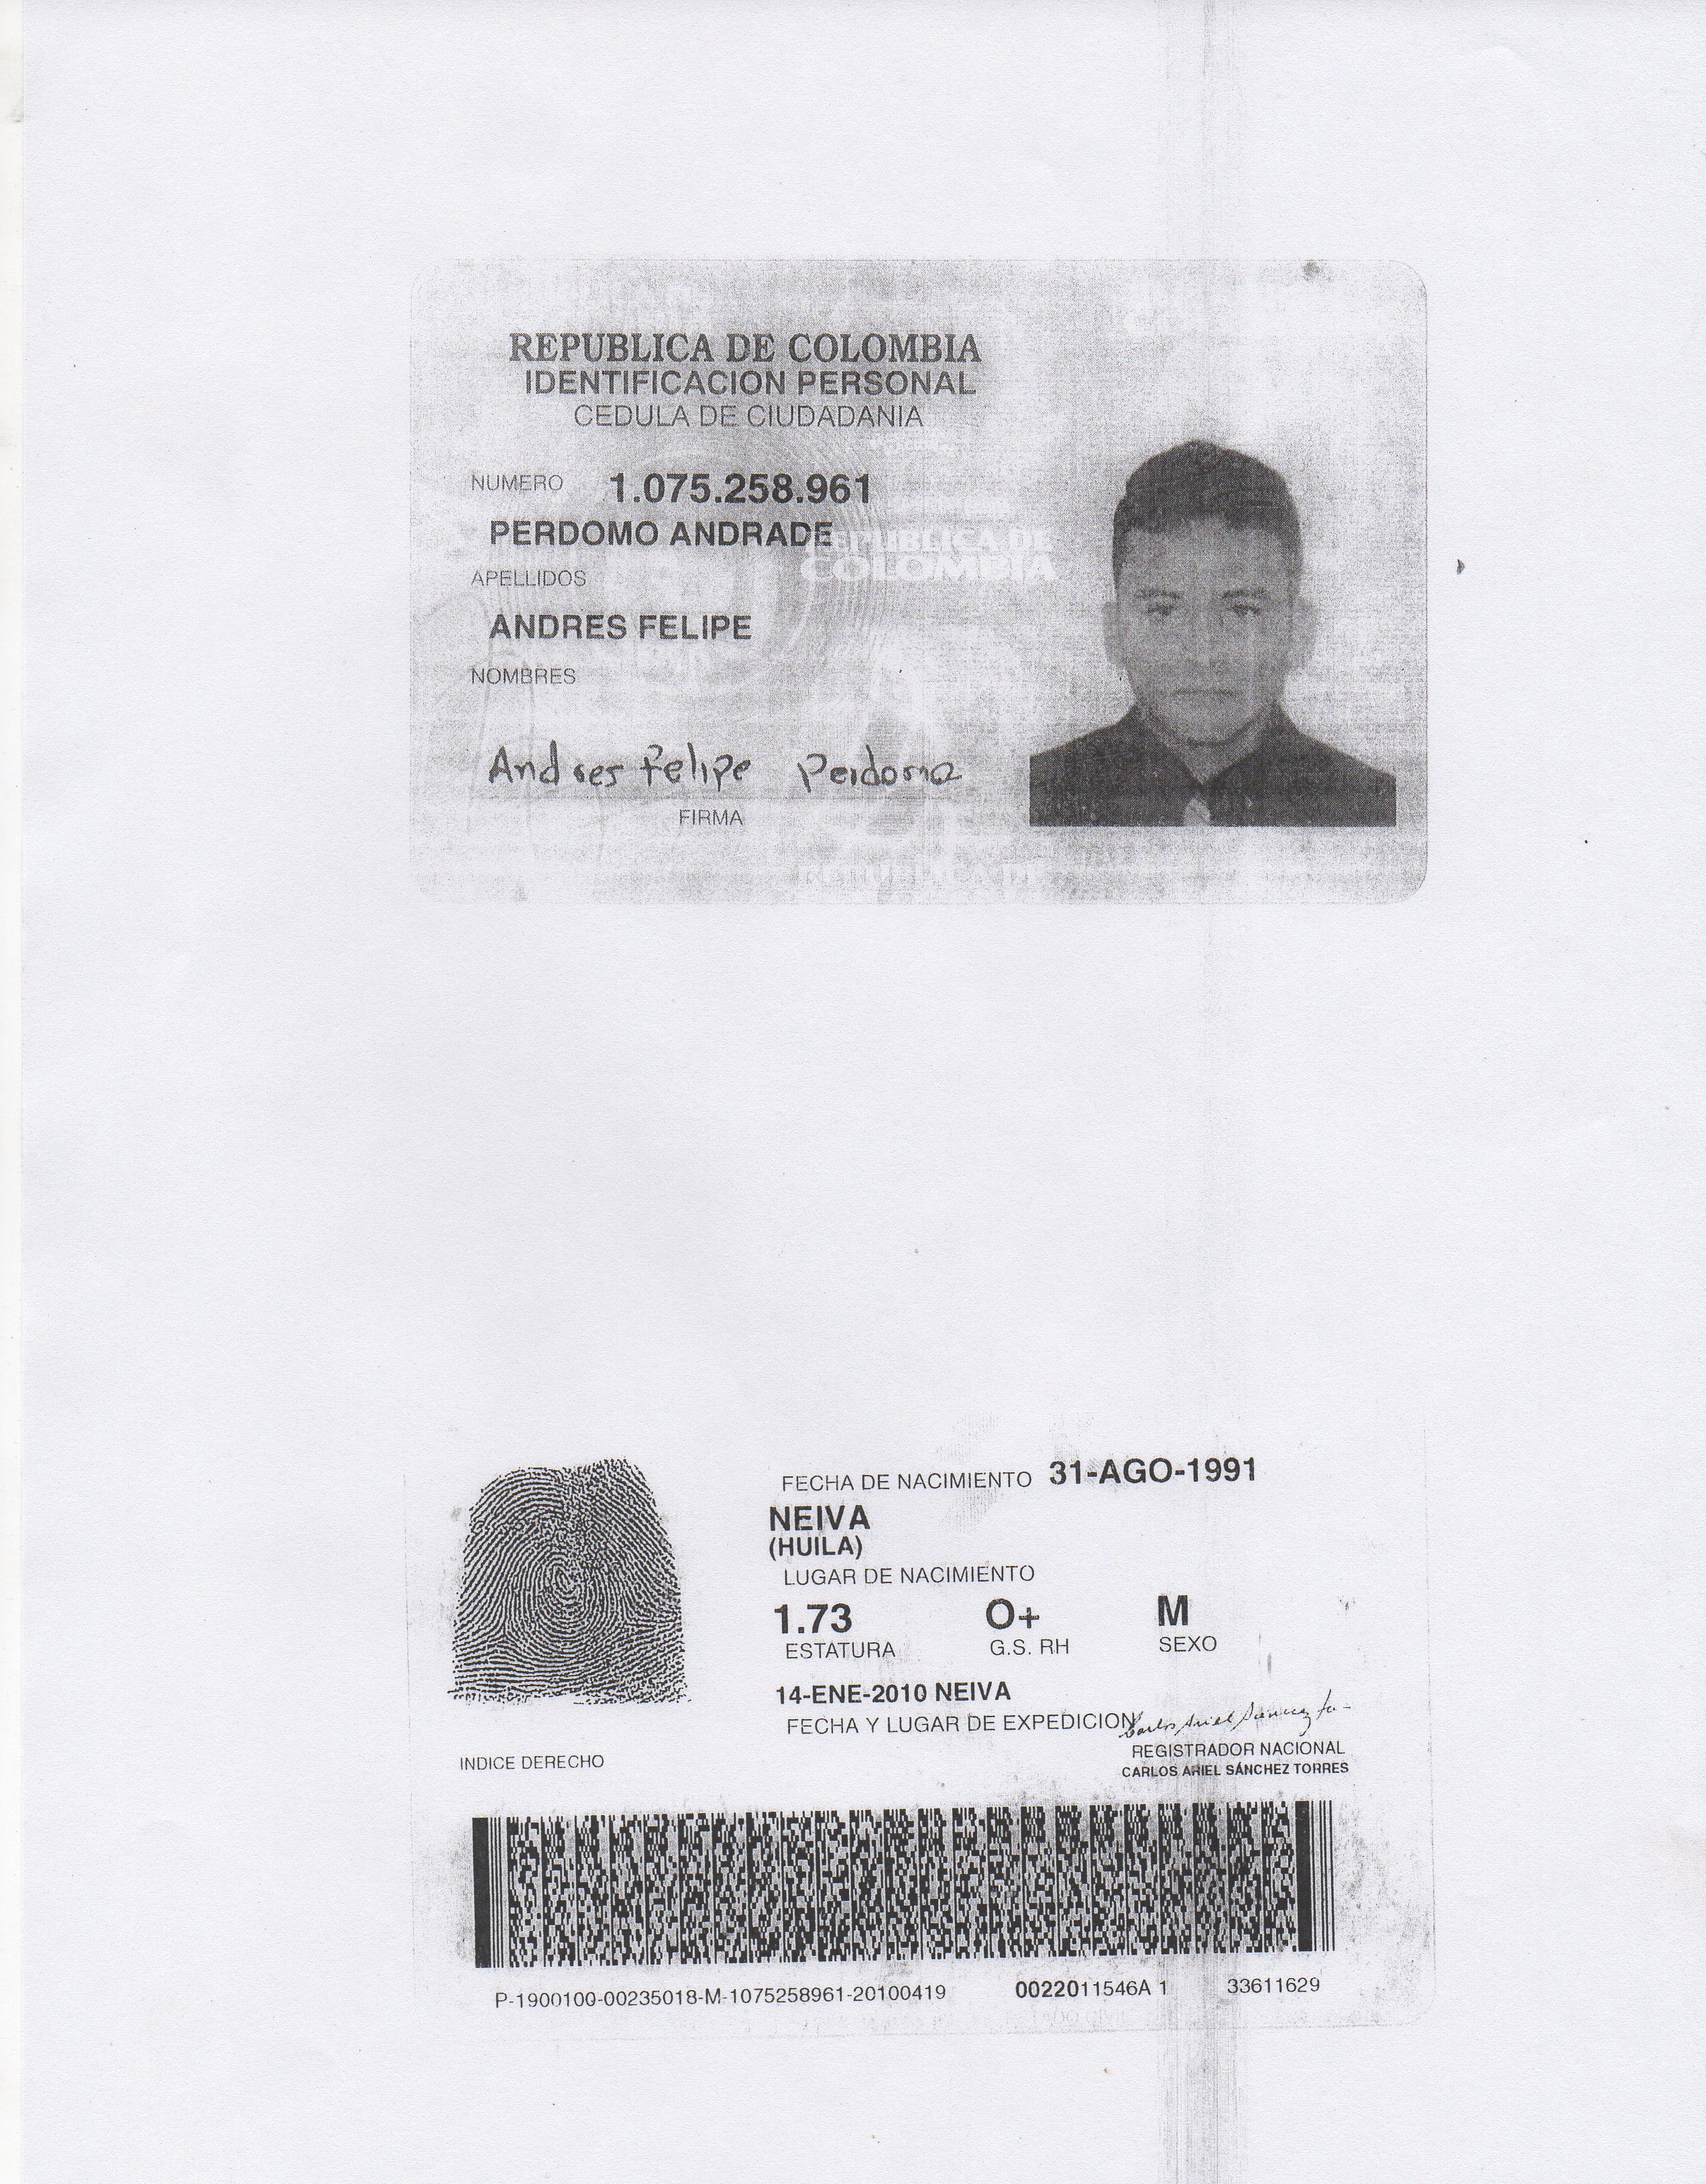 REPUBLICA DE COLOMBIA
IDENTIFICACION PERSONAL
CEDULA DE CIUDADANIA
NUMERO 1.075.258.961
PERDOMO ANDRADE
REPUBLICA DE
COLOMBIA
APELLIDOS
ANDRES FELIPE
NOMBRES
Andres Felipe Perdomo
FIRMA
FECHA DE NACIMIENTO 31-AGO-1991
NEIVA
(HUILA)
LUGAR DE NACIMIENTO
1.73 O+ M
ESTATURA G.S. RH SEXO
14-ENE-2010 NEIVA
FECHA Y LUGAR DE EXPEDICION
INDICE DERECHO
REGISTRADOR NACIONAL
CARLOS ARIEL SÁNCHEZ TORRES
P-1900100-00235018-M-1075258961-20100419 0022011546A 1 33611629